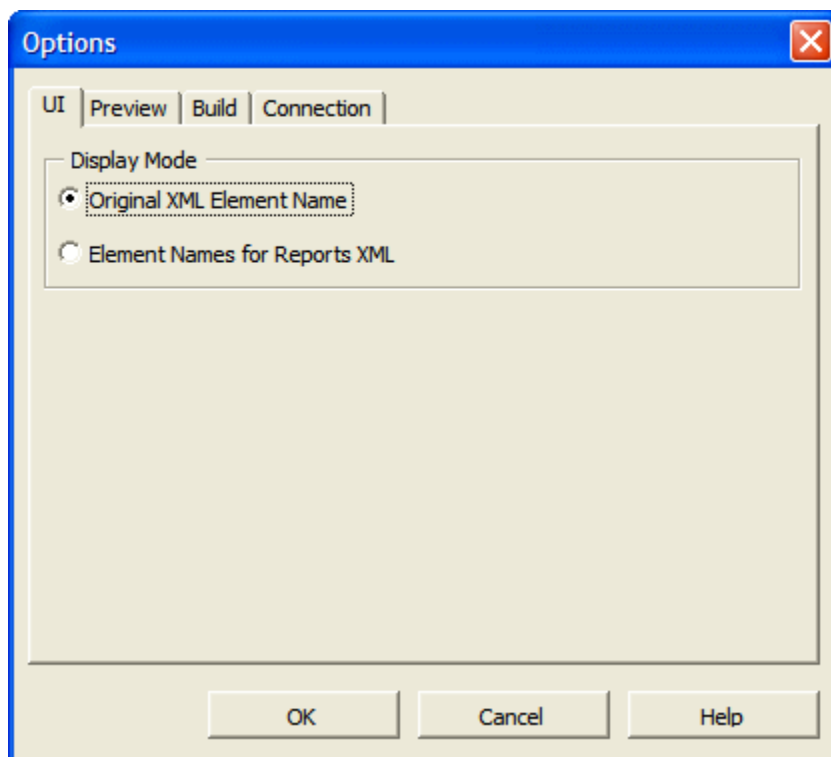 Options
UI Preview Build Connection
Display Mode
Original XML Element Name
Element Names for Reports XML
OK Cancel Help